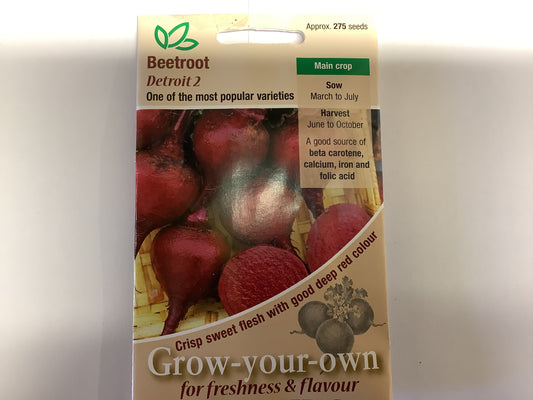 Approx. 275 seeds
Beetroot
Detroit 2
One of the most popular varieties
Main crop
Sow
March to July
Harvest
June to October
A good source of
beta carotene,
calcium, iron and
folic acid
Crisp sweet flesh with good deep red colour
Grow-your-own
for freshness & flavour